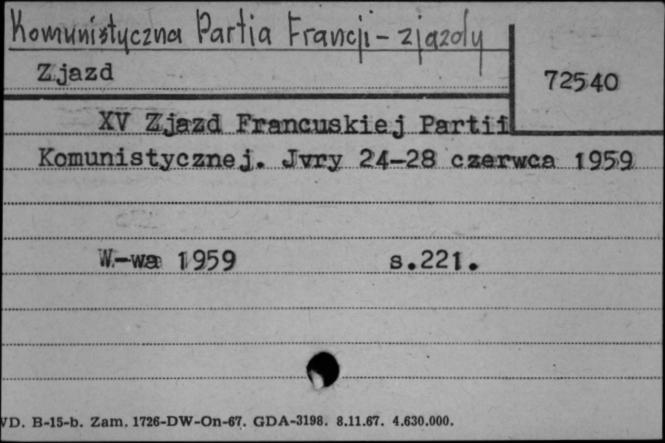 Komunistyczna Partia Francji - zjazdy
Zjazd
72540
XV Zjazd Francuskiej Partii
Komunistycznej. Jvry 24-28 czerwca 1959
W.-wa 1959 s.221.
VD. B-15-b. Zam. 1726-DW-On-67. GDA-3198. 8.11.67. 4.630.000.